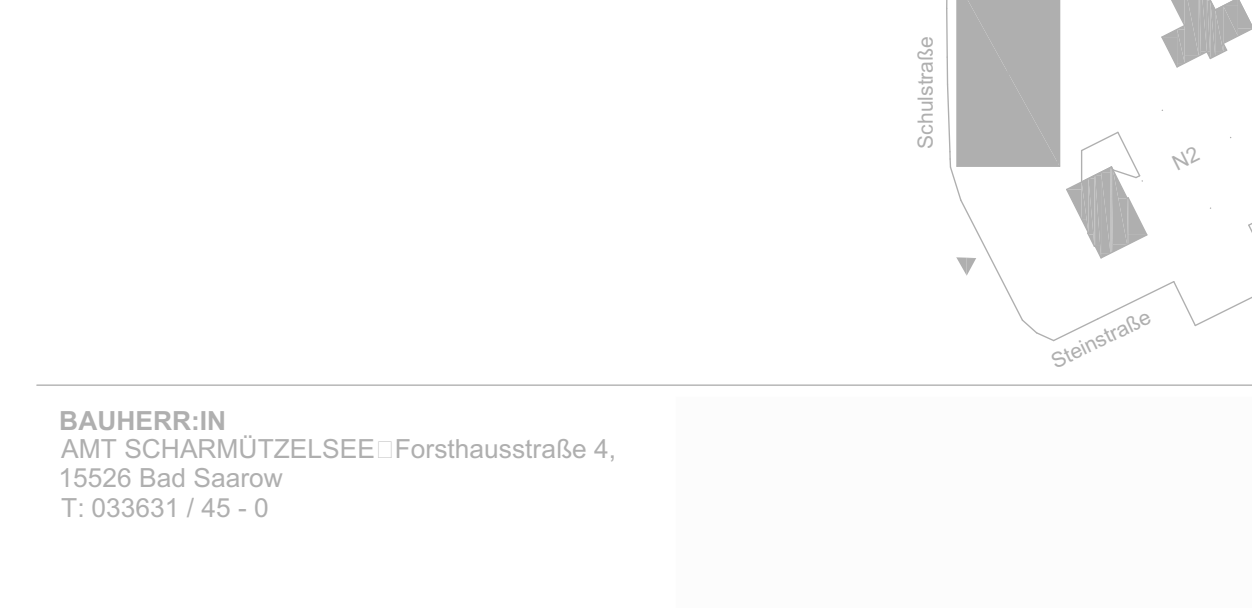 Schulstraße
N2
Steinstraße
BAUHERR:IN
AMT SCHARMÜTZELSEE□Forsthausstraße 4,
15526 Bad Saarow
T: 033631 / 45 - 0